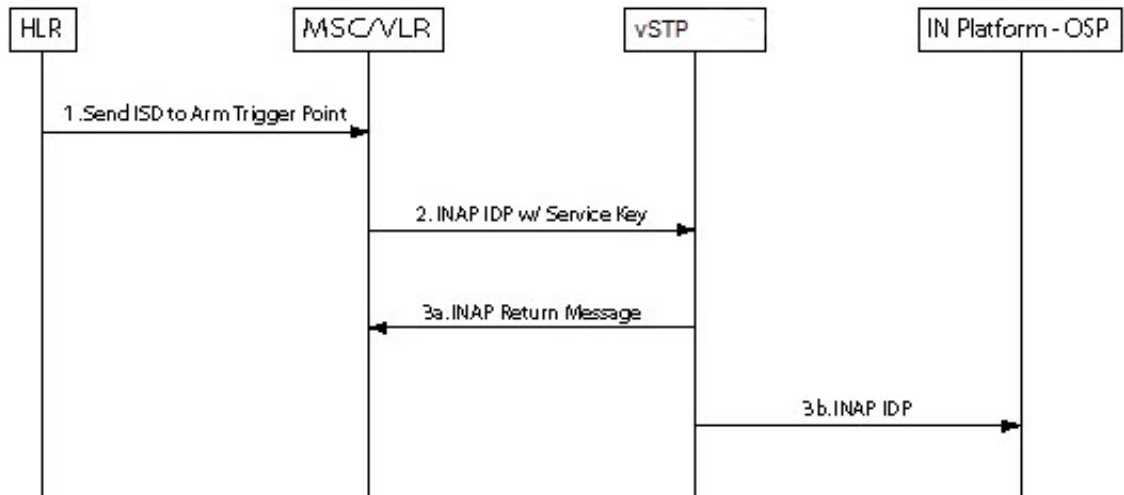 HLR
MSC/VLR
vSTP
IN Platform - OSP
1.Send ISD to Arm Trigger Point
2. INAP IDP w/ Service Key
3a.INAP Return Message
3b.INAP IDP